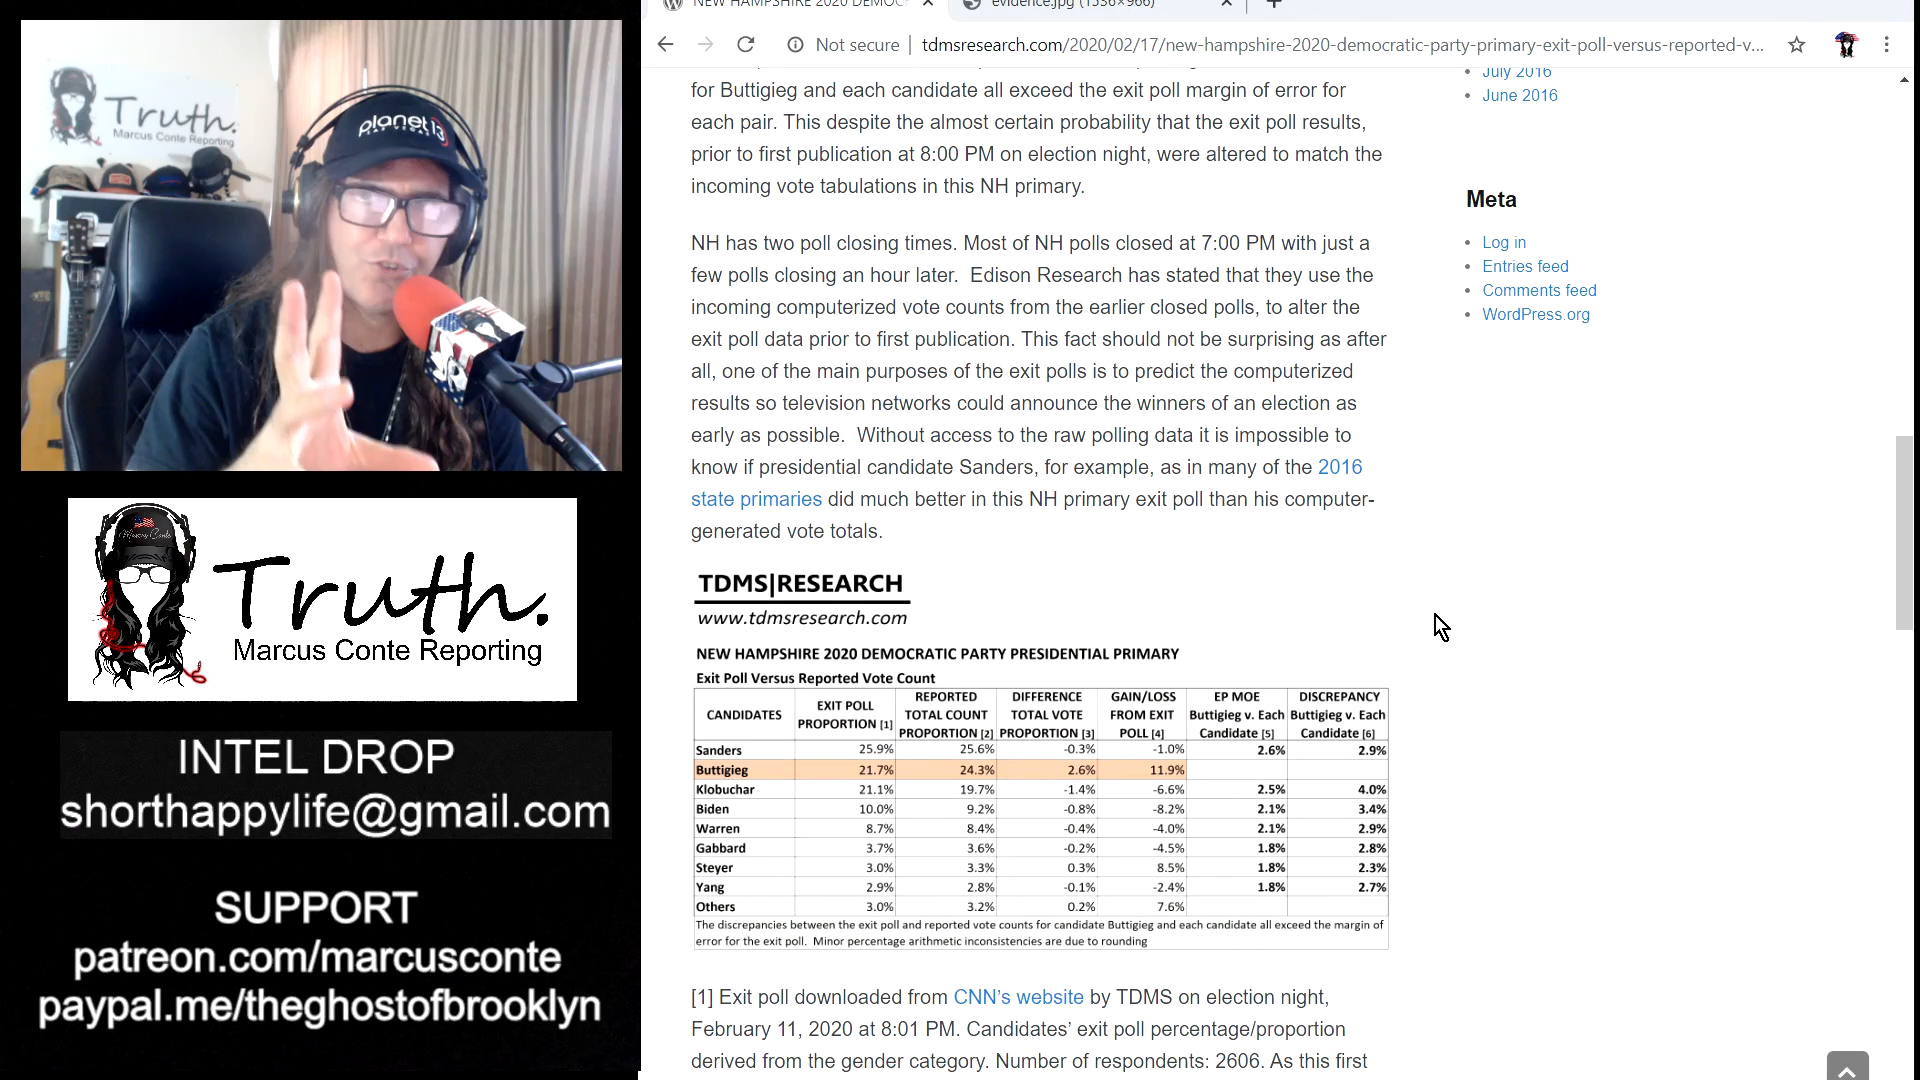 Truth.
Marcus Conte Reporting
planet 13
LAS VEGAS
Marcus Conte
Truth.
Marcus Conte Reporting
INTEL DROP
shorthappylife@gmail.com
SUPPORT
patreon.com/marcusconte
paypal.me/theghostofbrooklyn
NEW HAMPSHIRE 2020 DEMOC
evidence.jpg (1536×966)
Not secure | tdmsresearch.com/2020/02/17/new-hampshire-2020-democratic-party-primary-exit-poll-versus-reported-v...
for Buttigieg and each candidate all exceed the exit poll margin of error for
each pair. This despite the almost certain probability that the exit poll results,
prior to first publication at 8:00 PM on election night, were altered to match the
incoming vote tabulations in this NH primary.
NH has two poll closing times. Most of NH polls closed at 7:00 PM with just a
few polls closing an hour later. Edison Research has stated that they use the
incoming computerized vote counts from the earlier closed polls, to alter the
exit poll data prior to first publication. This fact should not be surprising as after
all, one of the main purposes of the exit polls is to predict the computerized
results so television networks could announce the winners of an election as
early as possible. Without access to the raw polling data it is impossible to
know if presidential candidate Sanders, for example, as in many of the 2016
state primaries did much better in this NH primary exit poll than his computer-
generated vote totals.
TDMS|RESEARCH
www.tdmsresearch.com
NEW HAMPSHIRE 2020 DEMOCRATIC PARTY PRESIDENTIAL PRIMARY
Exit Poll Versus Reported Vote Count
CANDIDATES EXIT POLL PROPORTION [1] REPORTED TOTAL COUNT PROPORTION [2] DIFFERENCE TOTAL VOTE PROPORTION [3] GAIN/LOSS FROM EXIT POLL [4] EP MOE Buttigieg v. Each Candidate [5] DISCREPANCY Buttigieg v. Each Candidate [6]
Sanders 25.9% 25.6% -0.3% -1.0% 2.6% 2.9%
Buttigieg 21.7% 24.3% 2.6% 11.9%
Klobuchar 21.1% 19.7% -1.4% -6.6% 2.5% 4.0%
Biden 10.0% 9.2% -0.8% -8.2% 2.1% 3.4%
Warren 8.7% 8.4% -0.4% -4.0% 2.1% 2.9%
Gabbard 3.7% 3.6% -0.2% -4.5% 1.8% 2.8%
Steyer 3.0% 3.3% 0.3% 8.5% 1.8% 2.3%
Yang 2.9% 2.8% -0.1% -2.4% 1.8% 2.7%
Others 3.0% 3.2% 0.2% 7.6%
The discrepancies between the exit poll and reported vote counts for candidate Buttigieg and each candidate all exceed the margin of
error for the exit poll. Minor percentage arithmetic inconsistencies are due to rounding
[1] Exit poll downloaded from CNN's website by TDMS on election night,
February 11, 2020 at 8:01 PM. Candidates' exit poll percentage/proportion
derived from the gender category. Number of respondents: 2606. As this first
July 2016
June 2016
Meta
Log in
Entries feed
Comments feed
WordPress.org